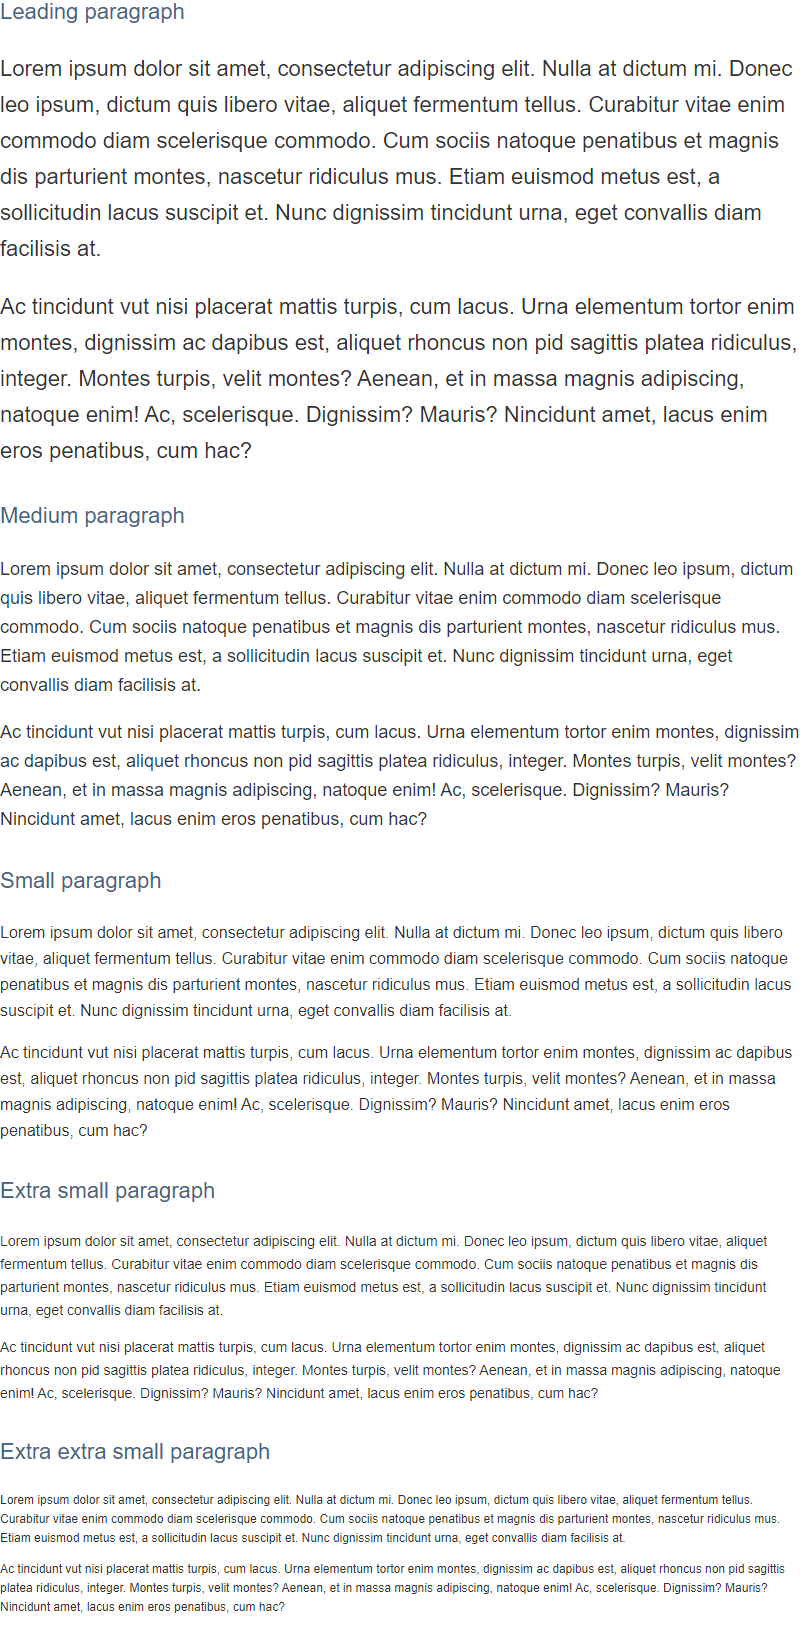 Leading paragraph
Lorem ipsum dolor sit amet, consectetur adipiscing elit. Nulla at dictum mi. Donec
leo ipsum, dictum quis libero vitae, aliquet fermentum tellus. Curabitur vitae enim
commodo diam scelerisque commodo. Cum sociis natoque penatibus et magnis
dis parturient montes, nascetur ridiculus mus. Etiam euismod metus est, a
sollicitudin lacus suscipit et. Nunc dignissim tincidunt urna, eget convallis diam
facilisis at.
Ac tincidunt vut nisi placerat mattis turpis, cum lacus. Urna elementum tortor enim
montes, dignissim ac dapibus est, aliquet rhoncus non pid sagittis platea ridiculus,
integer. Montes turpis, velit montes? Aenean, et in massa magnis adipiscing,
natoque enim! Ac, scelerisque. Dignissim? Mauris? Nincidunt amet, lacus enim
eros penatibus, cum hac?
Medium paragraph
Lorem ipsum dolor sit amet, consectetur adipiscing elit. Nulla at dictum mi. Donec leo ipsum, dictum
quis libero vitae, aliquet fermentum tellus. Curabitur vitae enim commodo diam scelerisque
commodo. Cum sociis natoque penatibus et magnis dis parturient montes, nascetur ridiculus mus.
Etiam euismod metus est, a sollicitudin lacus suscipit et. Nunc dignissim tincidunt urna, eget
convallis diam facilisis at.
Ac tincidunt vut nisi placerat mattis turpis, cum lacus. Urna elementum tortor enim montes, dignissim
ac dapibus est, aliquet rhoncus non pid sagittis platea ridiculus, integer. Montes turpis, velit montes?
Aenean, et in massa magnis adipiscing, natoque enim! Ac, scelerisque. Dignissim? Mauris?
Nincidunt amet, lacus enim eros penatibus, cum hac?
Small paragraph
Lorem ipsum dolor sit amet, consectetur adipiscing elit. Nulla at dictum mi. Donec leo ipsum, dictum quis libero
vitae, aliquet fermentum tellus. Curabitur vitae enim commodo diam scelerisque commodo. Cum sociis natoque
penatibus et magnis dis parturient montes, nascetur ridiculus mus. Etiam euismod metus est, a sollicitudin lacus
suscipit et. Nunc dignissim tincidunt urna, eget convallis diam facilisis at.
Ac tincidunt vut nisi placerat mattis turpis, cum lacus. Urna elementum tortor enim montes, dignissim ac dapibus
est, aliquet rhoncus non pid sagittis platea ridiculus, integer. Montes turpis, velit montes? Aenean, et in massa
magnis adipiscing, natoque enim! Ac, scelerisque. Dignissim? Mauris? Nincidunt amet, lacus enim eros
penatibus, cum hac?
Extra small paragraph
Lorem ipsum dolor sit amet, consectetur adipiscing elit. Nulla at dictum mi. Donec leo ipsum, dictum quis libero vitae, aliquet
fermentum tellus. Curabitur vitae enim commodo diam scelerisque commodo. Cum sociis natoque penatibus et magnis dis
parturient montes, nascetur ridiculus mus. Etiam euismod metus est, a sollicitudin lacus suscipit et. Nunc dignissim tincidunt
urna, eget convallis diam facilisis at.
Ac tincidunt vut nisi placerat mattis turpis, cum lacus. Urna elementum tortor enim montes, dignissim ac dapibus est, aliquet
rhoncus non pid sagittis platea ridiculus, integer. Montes turpis, velit montes? Aenean, et in massa magnis adipiscing, natoque
enim! Ac, scelerisque. Dignissim? Mauris? Nincidunt amet, lacus enim eros penatibus, cum hac?
Extra extra small paragraph
Lorem ipsum dolor sit amet, consectetur adipiscing elit. Nulla at dictum mi. Donec leo ipsum, dictum quis libero vitae, aliquet fermentum tellus.
Curabitur vitae enim commodo diam scelerisque commodo. Cum sociis natoque penatibus et magnis dis parturient montes, nascetur ridiculus mus.
Etiam euismod metus est, a sollicitudin lacus suscipit et. Nunc dignissim tincidunt urna, eget convallis diam facilisis at.
Ac tincidunt vut nisi placerat mattis turpis, cum lacus. Urna elementum tortor enim montes, dignissim ac dapibus est, aliquet rhoncus non pid sagittis
platea ridiculus, integer. Montes turpis, velit montes? Aenean, et in massa magnis adipiscing, natoque enim! Ac, scelerisque. Dignissim? Mauris?
Nincidunt amet, lacus enim eros penatibus, cum hac?